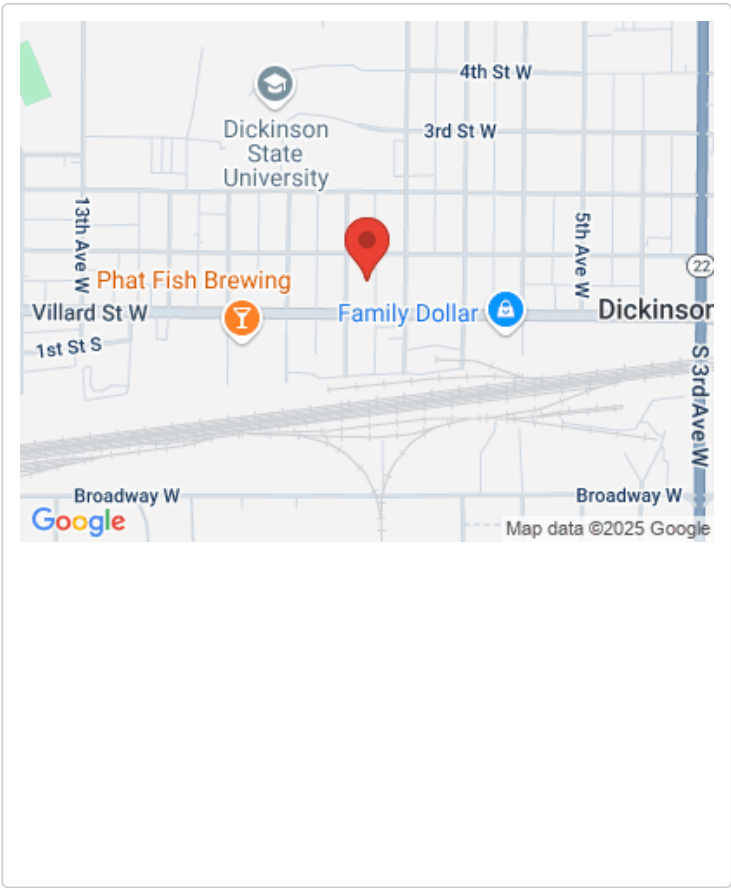 4th St W
3rd St W
Dickinson
State
University
13th Ave W
5th Ave W
22
Phat Fish Brewing
Villard St W
Family Dollar
Dickinson
1st St S
S 3rd Ave W
Broadway W
Broadway W
Google
Map data ©2025 Google